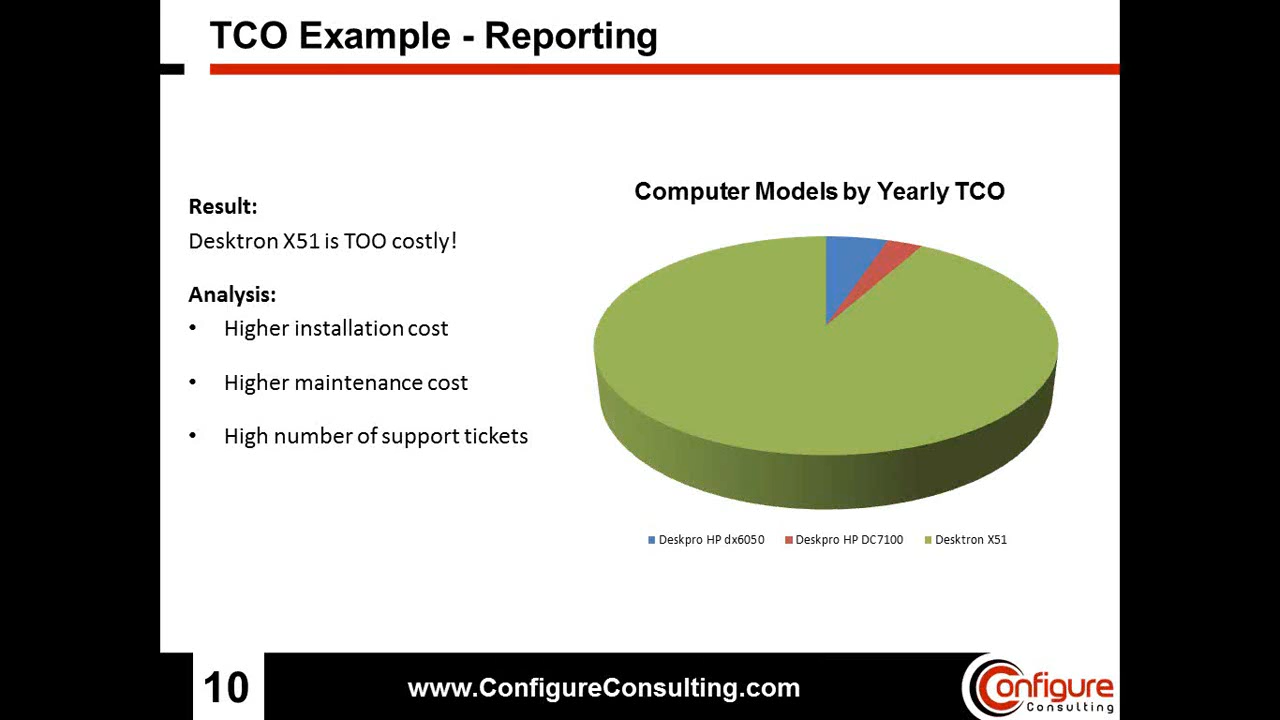 TCO Example - Reporting
Result:
Desktron X51 is TOO costly!
Analysis:
• Higher installation cost
• Higher maintenance cost
• High number of support tickets
Computer Models by Yearly TCO
Deskpro HP dx6050 Deskpro HP DC7100 Desktron X51
10
www.ConfigureConsulting.com
Configure
Consulting